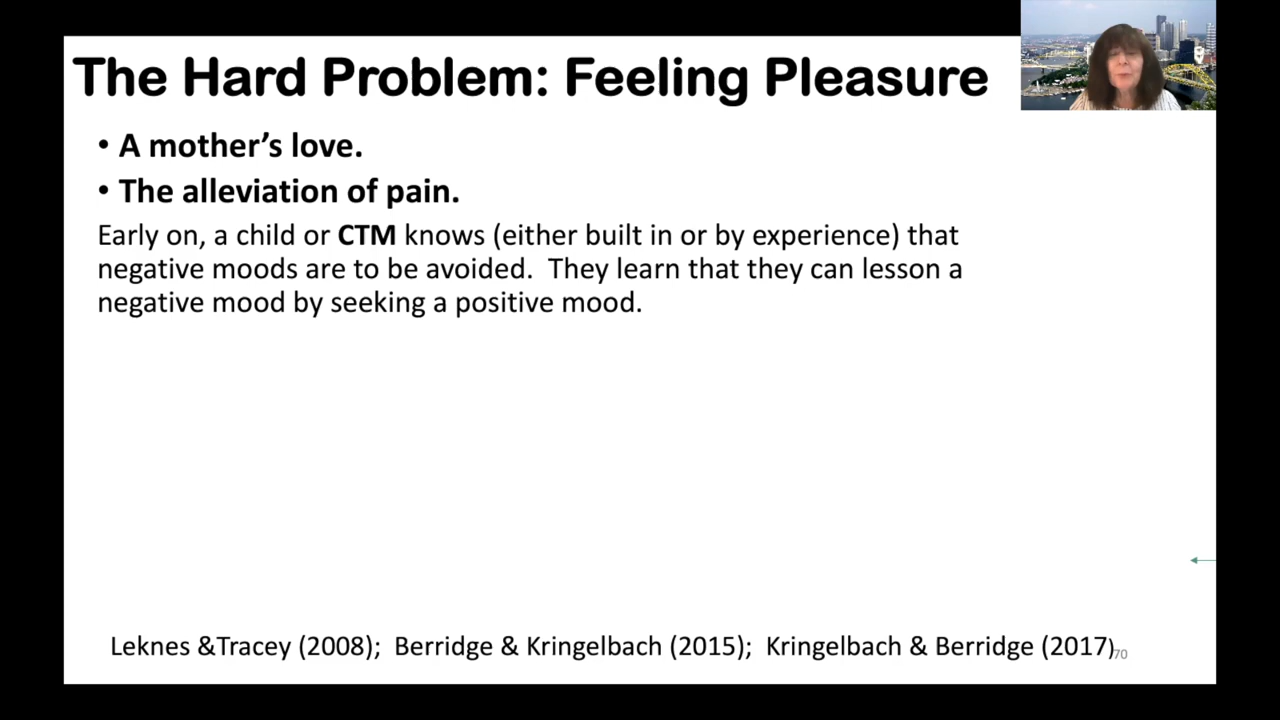 The Hard Problem: Feeling Pleasure
• A mother’s love.
• The alleviation of pain.
Early on, a child or CTM knows (either built in or by experience) that
negative moods are to be avoided.  They learn that they can lesson a
negative mood by seeking a positive mood.
Leknes &Tracey (2008);  Berridge & Kringelbach (2015);  Kringelbach & Berridge (2017)
70